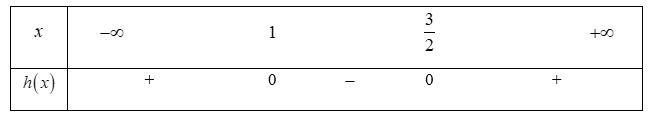 x −∞ 1 3/2 +∞
h(x) + 0 − 0 +